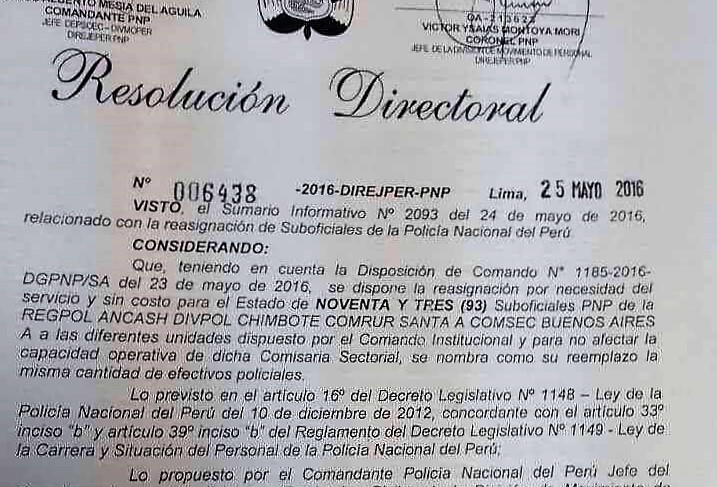 MESIA DEL AGUILA
COMANDANTE PNP
JEFE DEPSCEC - DIVMOPER
DIREJEPER PNP
OA-215622
VICTOR YSAIAS MONTOYA MORI
CORONEL PNP
JEFE DE LA DIVISION DE MOVIMIENTO DE PERSONAL
DIREJEPER PNP
Resolución Directoral
Nº 006438 -2016-DIREJPER-PNP Lima, 25 MAYO 2016
VISTO, el Sumario Informativo Nº 2093 del 24 de mayo de 2016,
relacionado con la reasignación de Suboficiales de la Policía Nacional del Perú
CONSIDERANDO:
Que, teniendo en cuenta la Disposición de Comando N° 1185-2016-
DGPNP/SA del 23 de mayo de 2016, se dispone la reasignación por necesidad del
servicio y sin costo para el Estado de NOVENTA Y TRES (93) Suboficiales PNP de la
REGPOL ANCASH DIVPOL CHIMBOTE COMRUR SANTA A COMSEC BUENOS AIRES
A a las diferentes unidades dispuesto por el Comando Institucional y para no afectar la
capacidad operativa de dicha Comisaria Sectorial, se nombra como su reemplazo la
misma cantidad de efectivos policiales.
Lo previsto en el artículo 16º del Decreto Legislativo Nº 1148 – Ley de la
Policía Nacional del Perú del 10 de diciembre de 2012, concordante con el artículo 33º
inciso "b" y artículo 39º inciso "b" del Reglamento del Decreto Legislativo Nº 1149 - Ley de
la Carrera y Situación del Personal de la Policía Nacional del Perú;
Lo propuesto por el Comandante Policía Nacional del Perú Jefe del